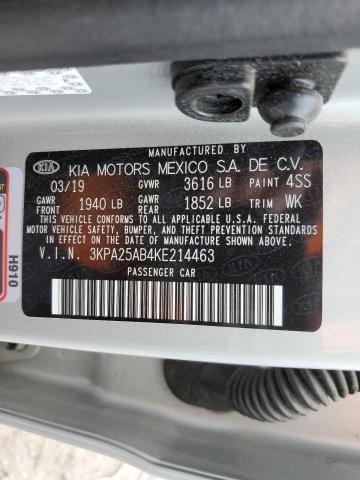 MANUFACTURED BY
KIA KIA MOTORS MEXICO S.A. DE C.V.
03/19 GVWR 3616 LB PAINT 4SS
GAWR FRONT 1940 LB GAWR REAR 1852 LB TRIM WK
THIS VEHICLE CONFORMS TO ALL APPLICABLE U.S.A. FEDERAL
MOTOR VEHICLE SAFETY, BUMPER, AND THEFT PREVENTION STANDARDS
IN EFFECT ON THE DATE OF MANUFACTURE SHOWN ABOVE.
V.I.N. 3KPA25AB4KE214463
PASSENGER CAR
H910